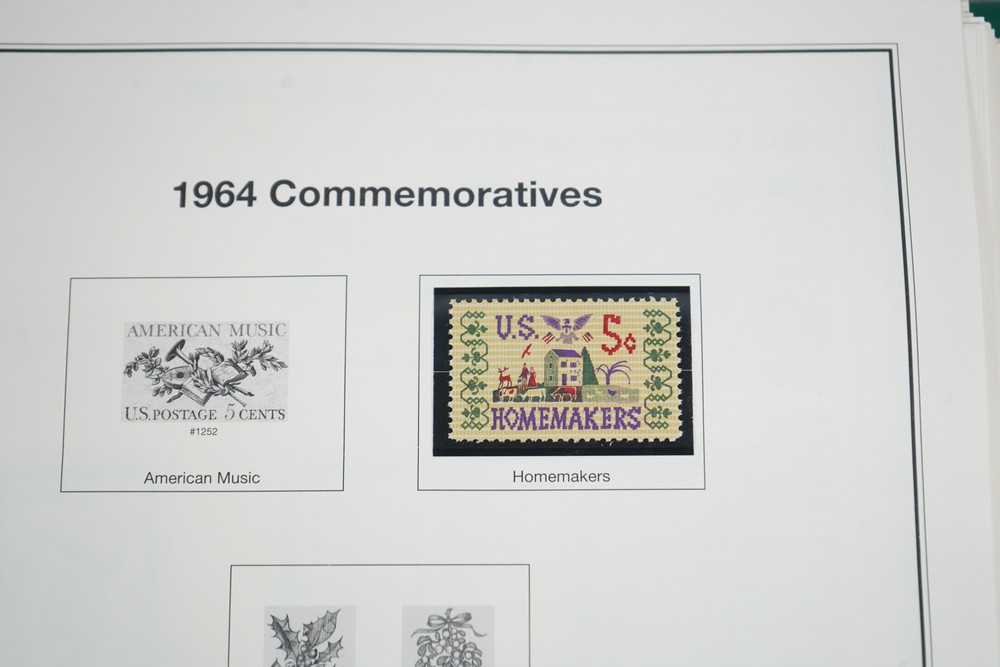 1964 Commemoratives
AMERICAN MUSIC
U.S. POSTAGE 5 CENTS
#1252
American Music
U.S. 5¢
HOMEMAKERS
Homemakers